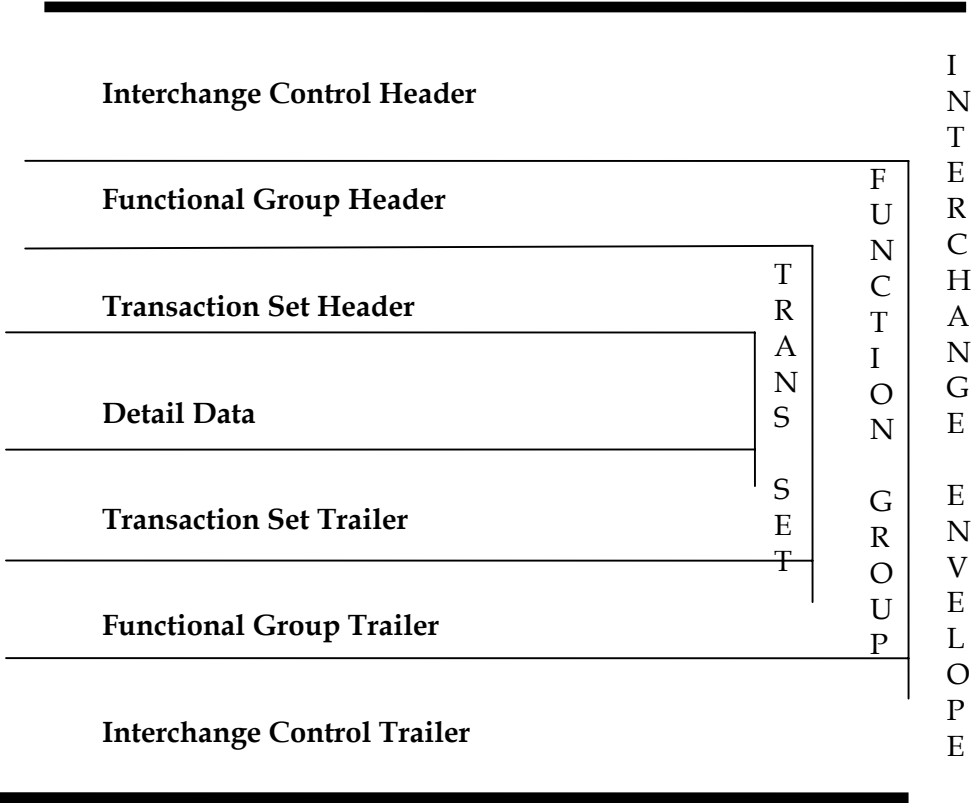 Interchange Control Header
Functional Group Header
Transaction Set Header
Detail Data
Transaction Set Trailer
Functional Group Trailer
Interchange Control Trailer
TRANS SET
FUNCTION GROUP
INTERCHANGE ENVELOPE